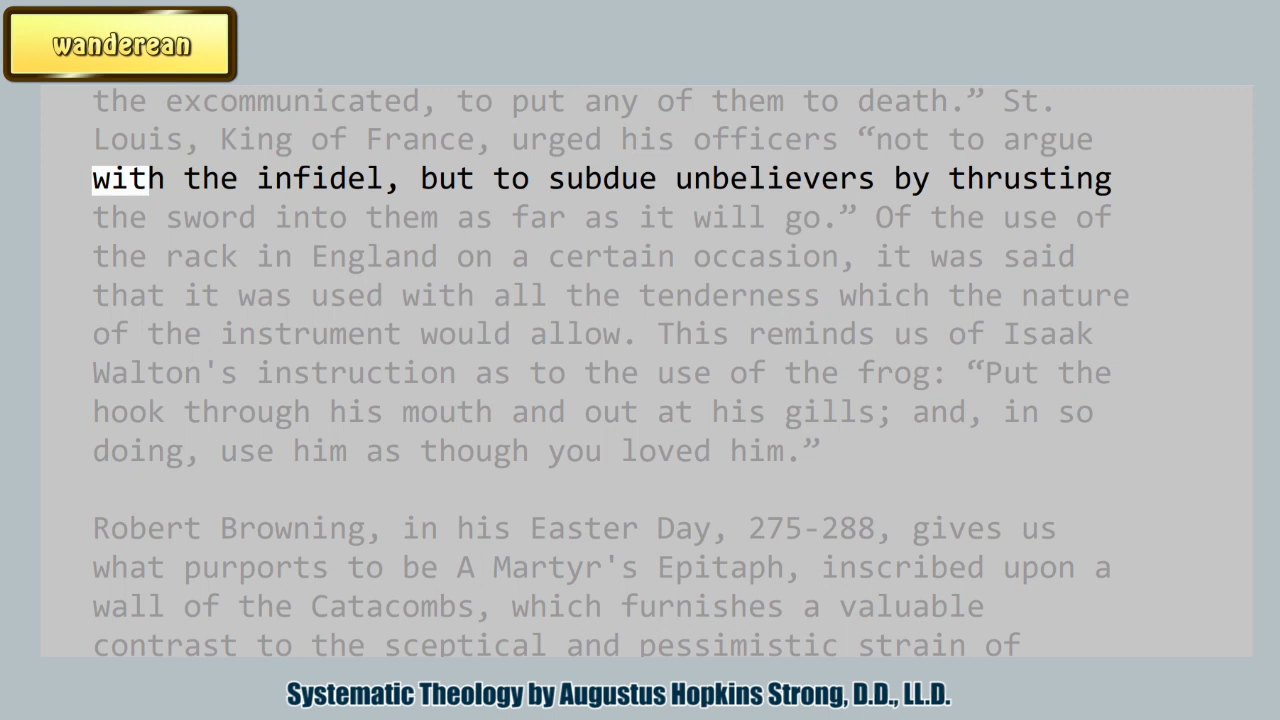 wanderean
the excommunicated, to put any of them to death.” St.
Louis, King of France, urged his officers “not to argue
with the infidel, but to subdue unbelievers by thrusting
the sword into them as far as it will go.” Of the use of
the rack in England on a certain occasion, it was said
that it was used with all the tenderness which the nature
of the instrument would allow. This reminds us of Isaak
Walton's instruction as to the use of the frog: “Put the
hook through his mouth and out at his gills; and, in so
doing, use him as though you loved him.”
Robert Browning, in his Easter Day, 275-288, gives us
what purports to be A Martyr's Epitaph, inscribed upon a
wall of the Catacombs, which furnishes a valuable
contrast to the sceptical and pessimistic strain of
Systematic Theology by Augustus Hopkins Strong, D.D., LL.D.